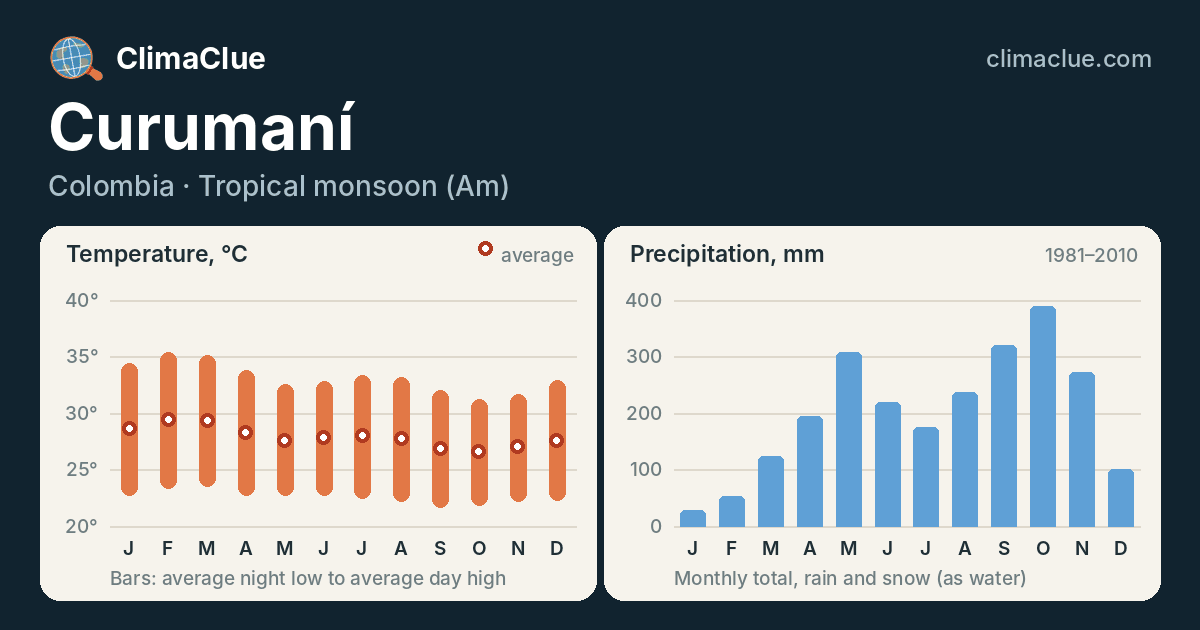 ClimaClue
climaclue.com
Curumaní
Colombia · Tropical monsoon (Am)
Temperature, °C
average
40°
35°
30°
25°
20°
J F M A M J J A S O N D
Bars: average night low to average day high
Precipitation, mm
1981–2010
400
300
200
100
0
J F M A M J J A S O N D
Monthly total, rain and snow (as water)